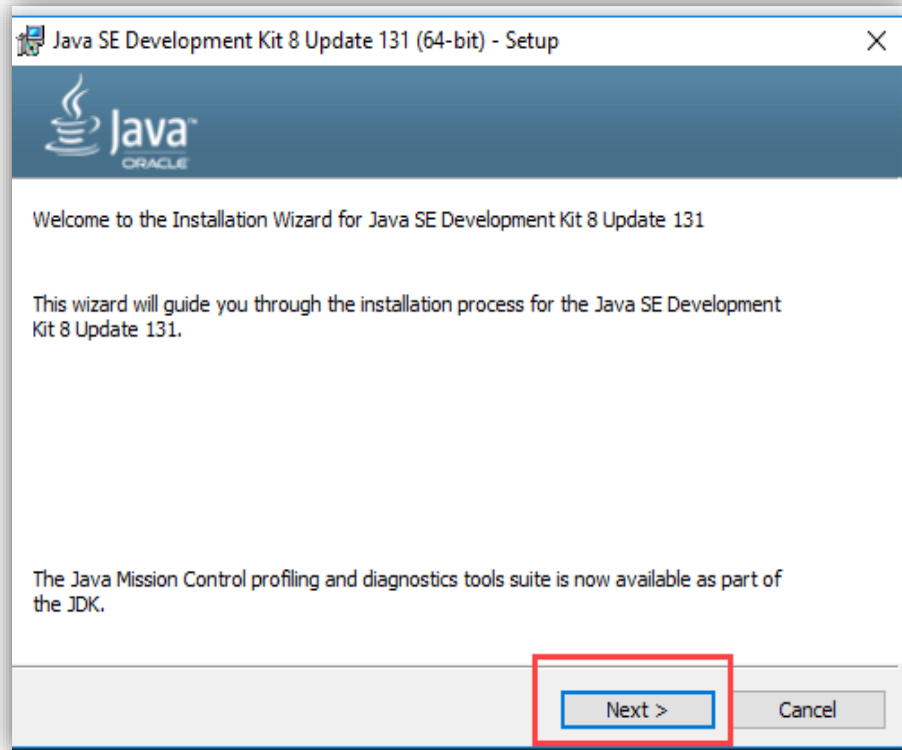 Java SE Development Kit 8 Update 131 (64-bit) - Setup
Java™
ORACLE
Welcome to the Installation Wizard for Java SE Development Kit 8 Update 131
This wizard will guide you through the installation process for the Java SE Development
Kit 8 Update 131.
The Java Mission Control profiling and diagnostics tools suite is now available as part of
the JDK.
Next > Cancel